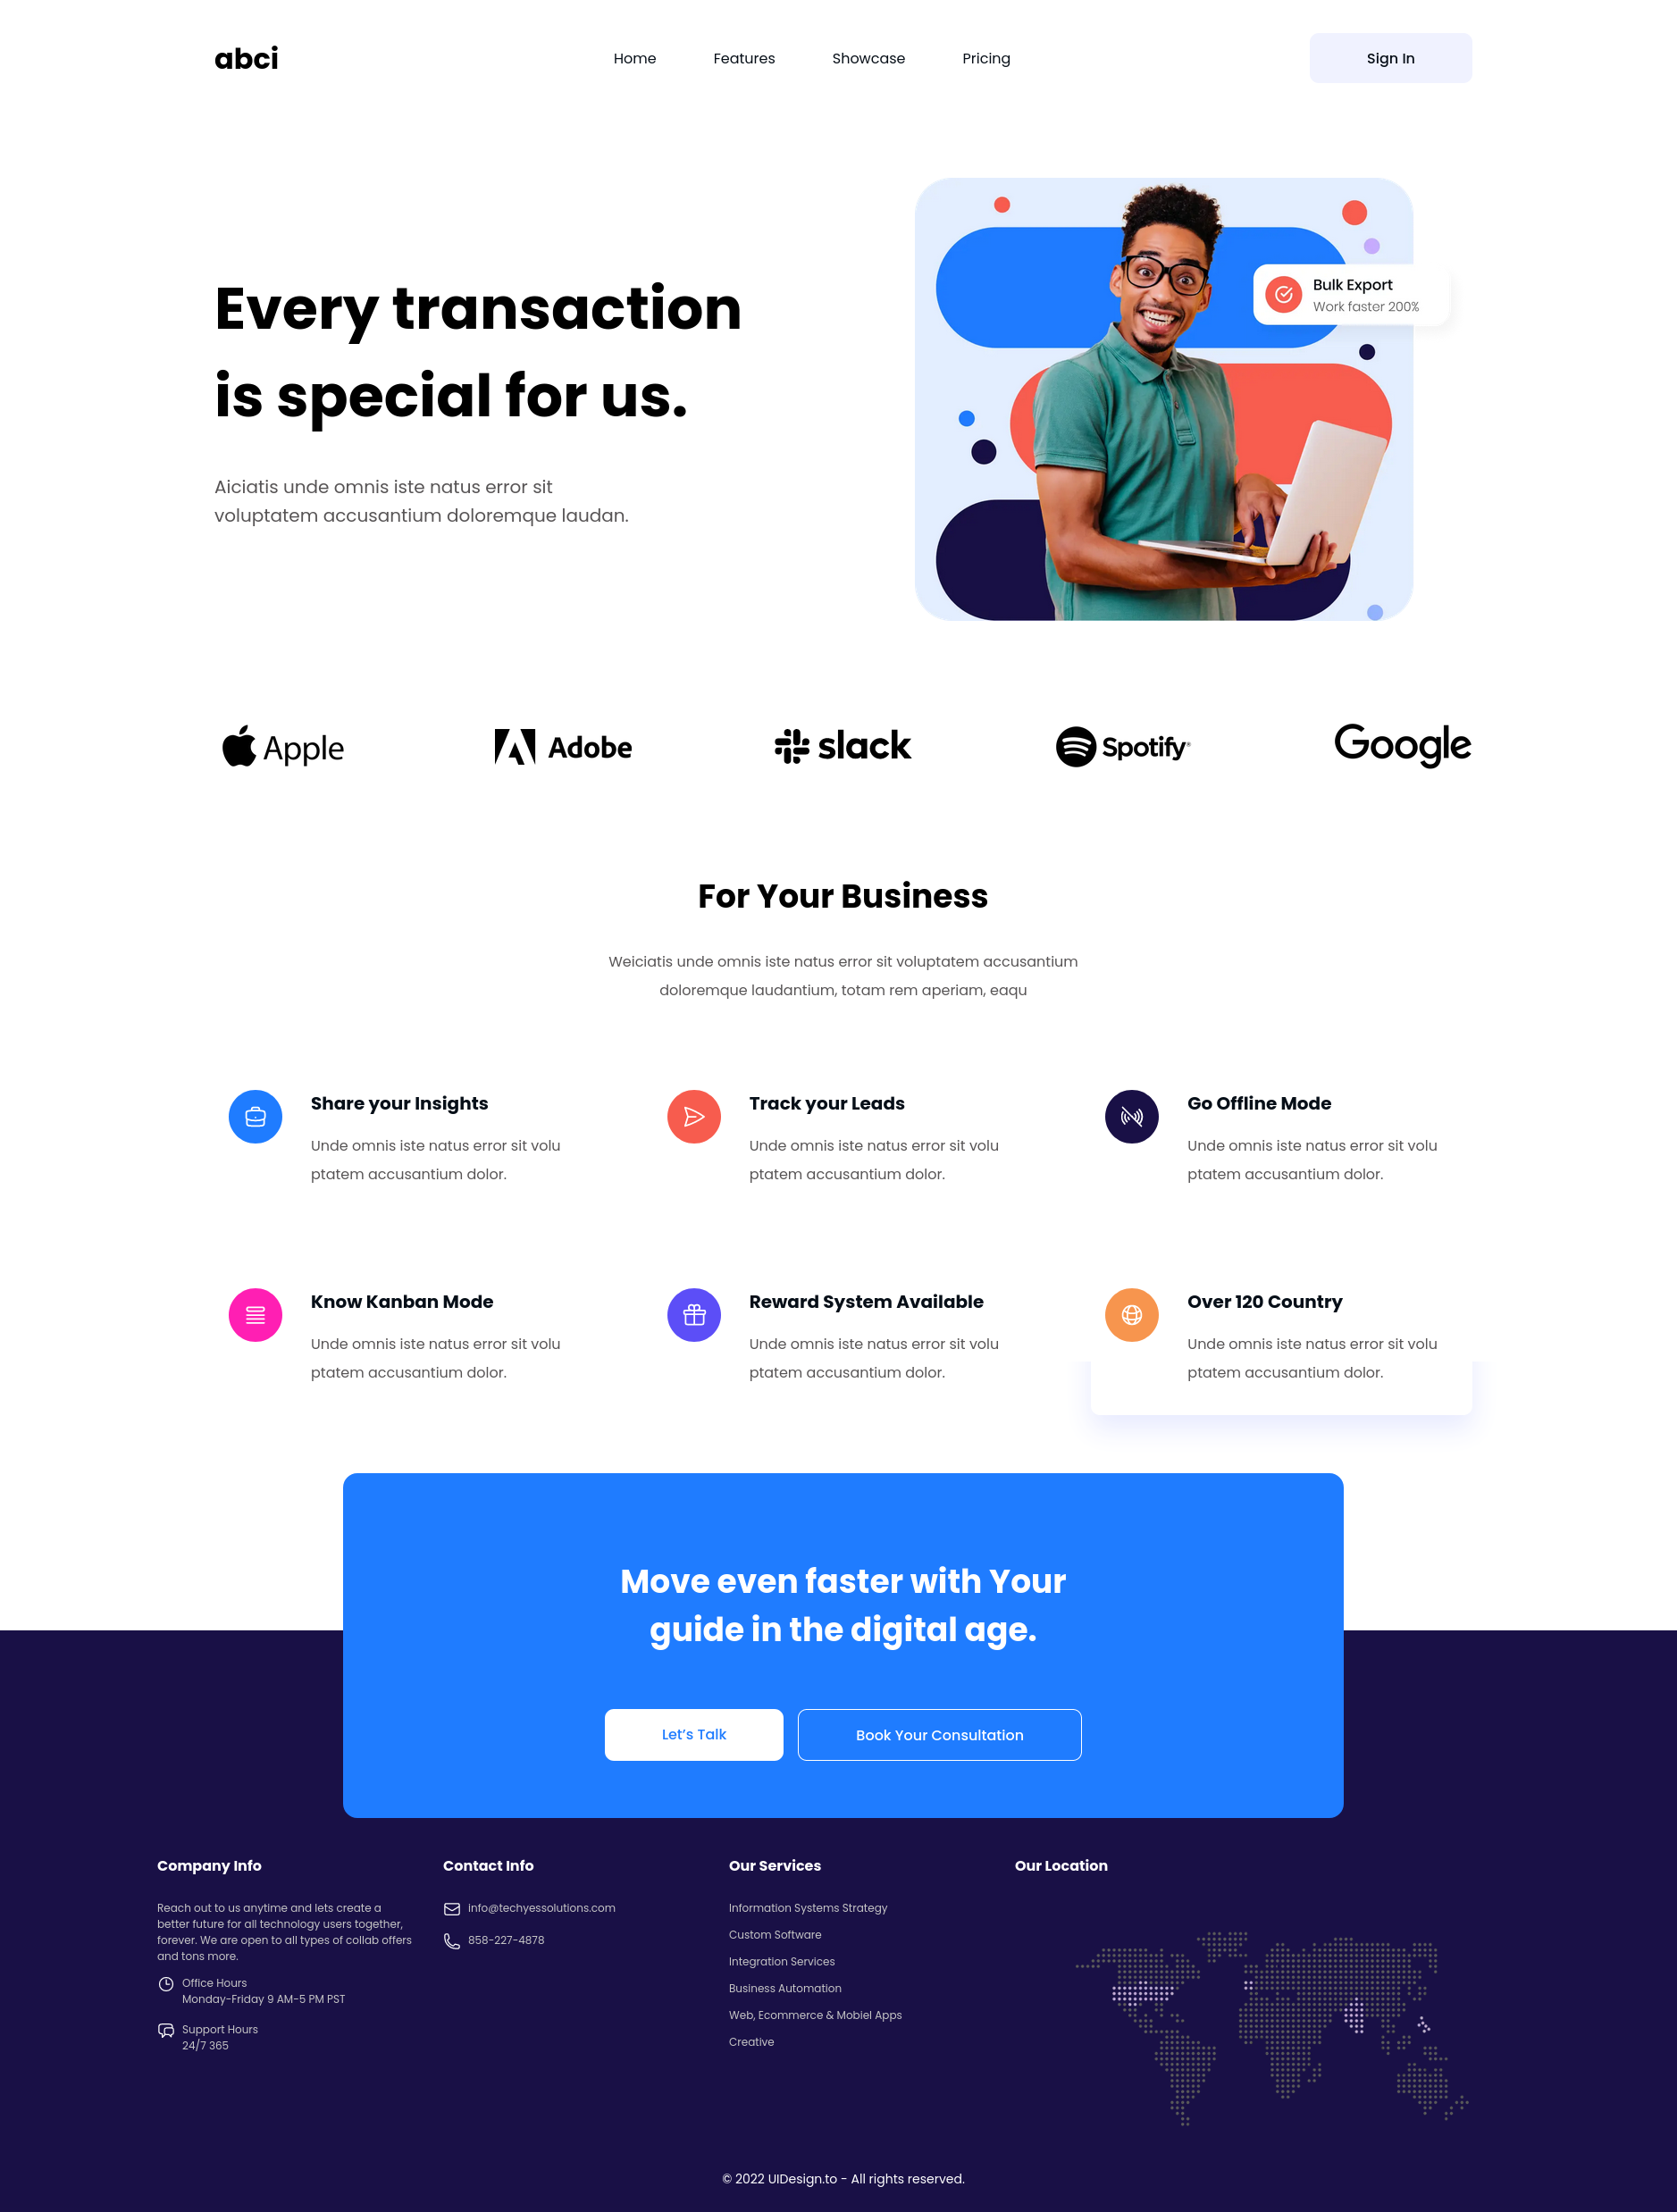 abci
Home
Features
Showcase
Pricing
Sign In
Every transaction
is special for us.
Aiciatis unde omnis iste natus error sit
voluptatem accusantium doloremque laudan.
Bulk Export
Work faster 200%
Apple
Adobe
slack
Spotify®
Google
For Your Business
Weiciatis unde omnis iste natus error sit voluptatem accusantium
doloremque laudantium, totam rem aperiam, eaqu
Share your Insights
Unde omnis iste natus error sit volu
ptatem accusantium dolor.
Track your Leads
Unde omnis iste natus error sit volu
ptatem accusantium dolor.
Go Offline Mode
Unde omnis iste natus error sit volu
ptatem accusantium dolor.
Know Kanban Mode
Unde omnis iste natus error sit volu
ptatem accusantium dolor.
Reward System Available
Unde omnis iste natus error sit volu
ptatem accusantium dolor.
Over 120 Country
Unde omnis iste natus error sit volu
ptatem accusantium dolor.
Move even faster with Your
guide in the digital age.
Let’s Talk
Book Your Consultation
Company Info
Reach out to us anytime and lets create a
better future for all technology users together,
forever. We are open to all types of collab offers
and tons more.
Office Hours
Monday-Friday 9 AM-5 PM PST
Support Hours
24/7 365
Contact Info
info@techyessolutions.com
858-227-4878
Our Services
Information Systems Strategy
Custom Software
Integration Services
Business Automation
Web, Ecommerce & Mobiel Apps
Creative
Our Location
© 2022 UIDesign.to - All rights reserved.